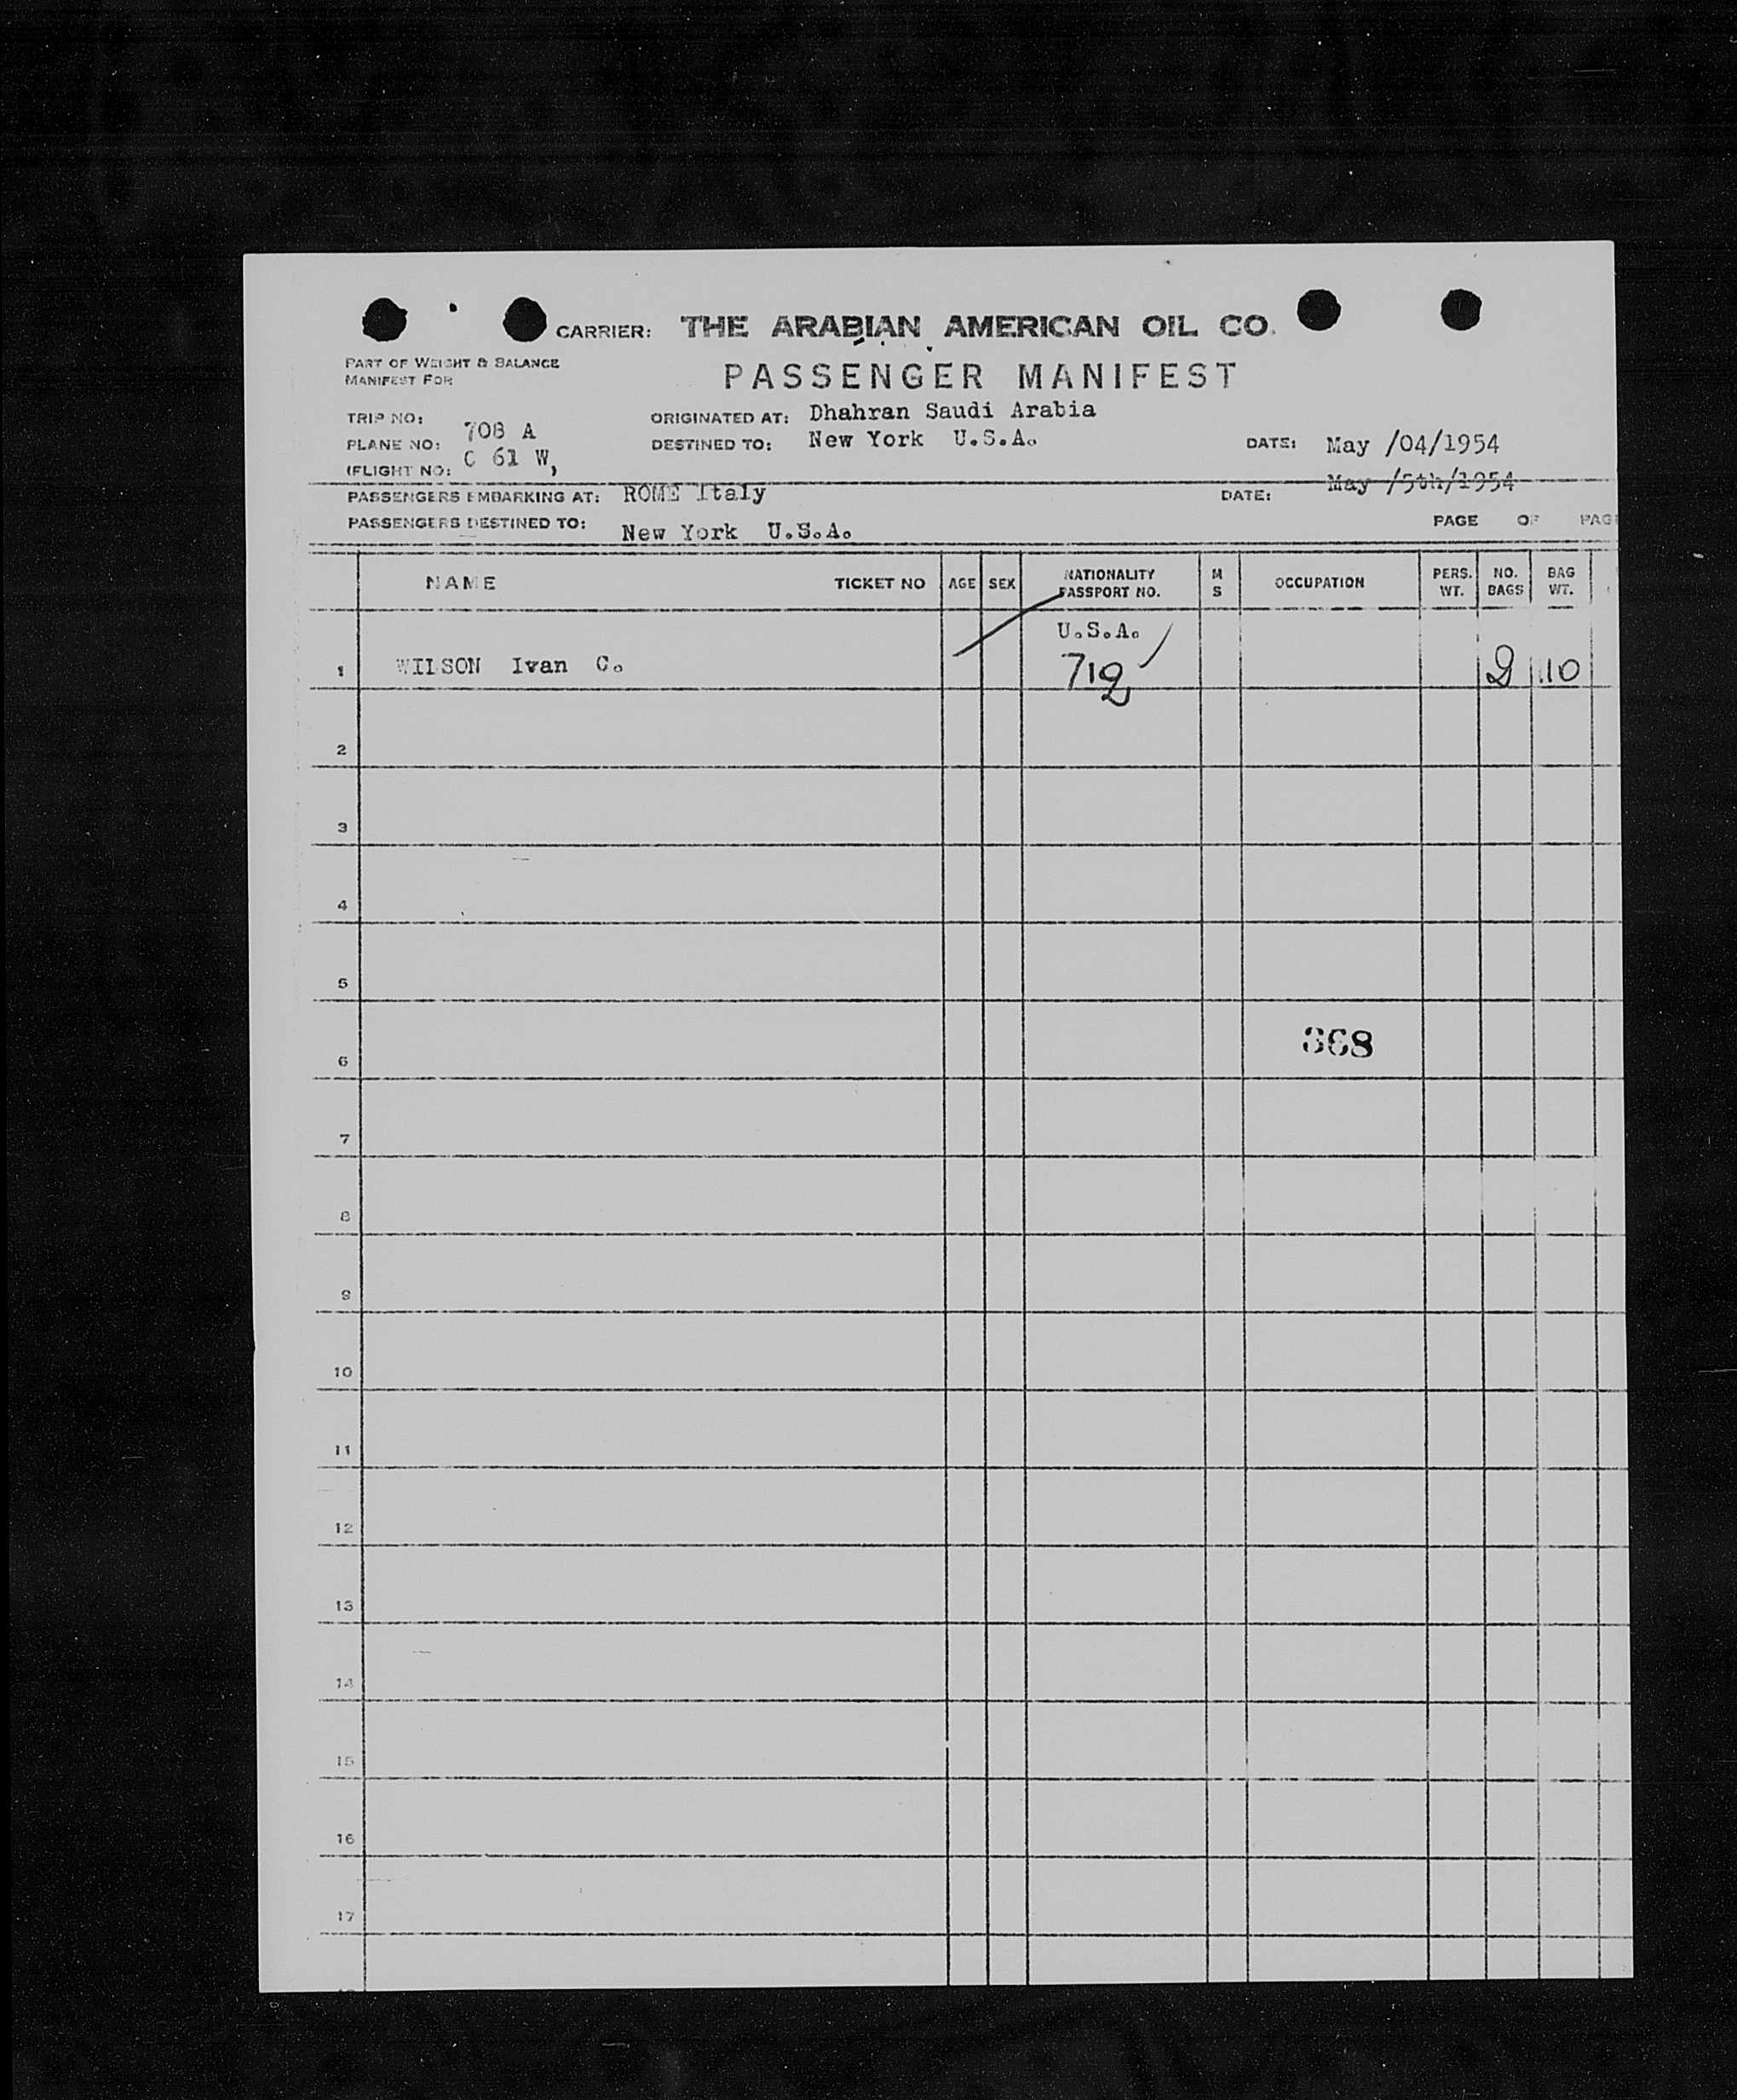 CARRIER: THE ARABIAN AMERICAN OIL CO.
PART OF WEIGHT & BALANCE
MANIFEST FOR
PASSENGER MANIFEST
TRIP NO: 708 A
ORIGINATED AT: Dhahran Saudi Arabia
PLANE NO: C 61 W,
DESTINED TO: New York U.S.A.
DATE: May /04/1954
(FLIGHT NO:
PASSENGERS EMBARKING AT: ROME Italy
DATE: May /5th/1954
PASSENGERS DESTINED TO: New York U.S.A.
PAGE OF PAG
NAME TICKET NO AGE SEX NATIONALITY PASSPORT NO. M S OCCUPATION PERS. WT. NO. BAGS BAG WT.
U.S.A.
1 WILSON Ivan C. 712 2 10
2
3
4
5
368
6
7
8
9
10
11
12
13
14
15
16
17